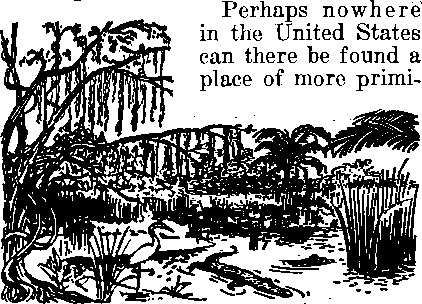 Perhaps nowhere
in the United States
can there be found a
place of more primi-